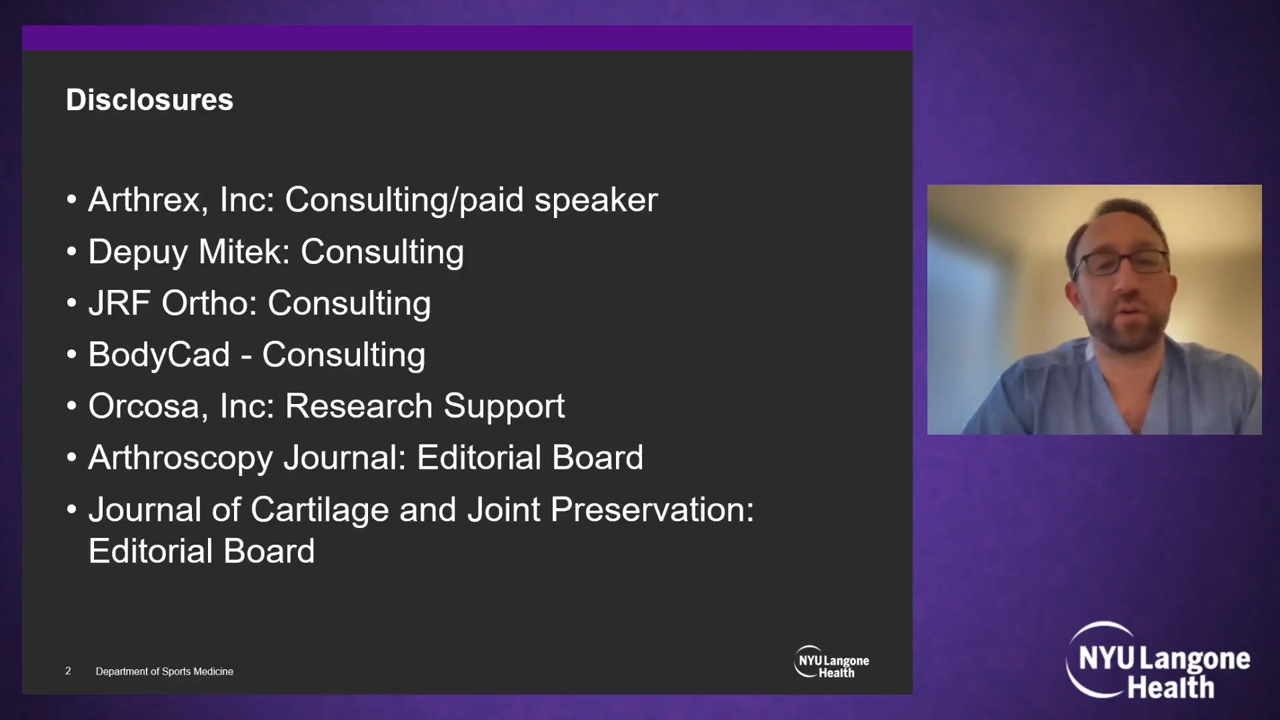 Disclosures
• Arthrex, Inc: Consulting/paid speaker
• Depuy Mitek: Consulting
• JRF Ortho: Consulting
• BodyCad - Consulting
• Orcosa, Inc: Research Support
• Arthroscopy Journal: Editorial Board
• Journal of Cartilage and Joint Preservation:
Editorial Board
2 Department of Sports Medicine
NYU Langone
Health
NYU Langone
Health